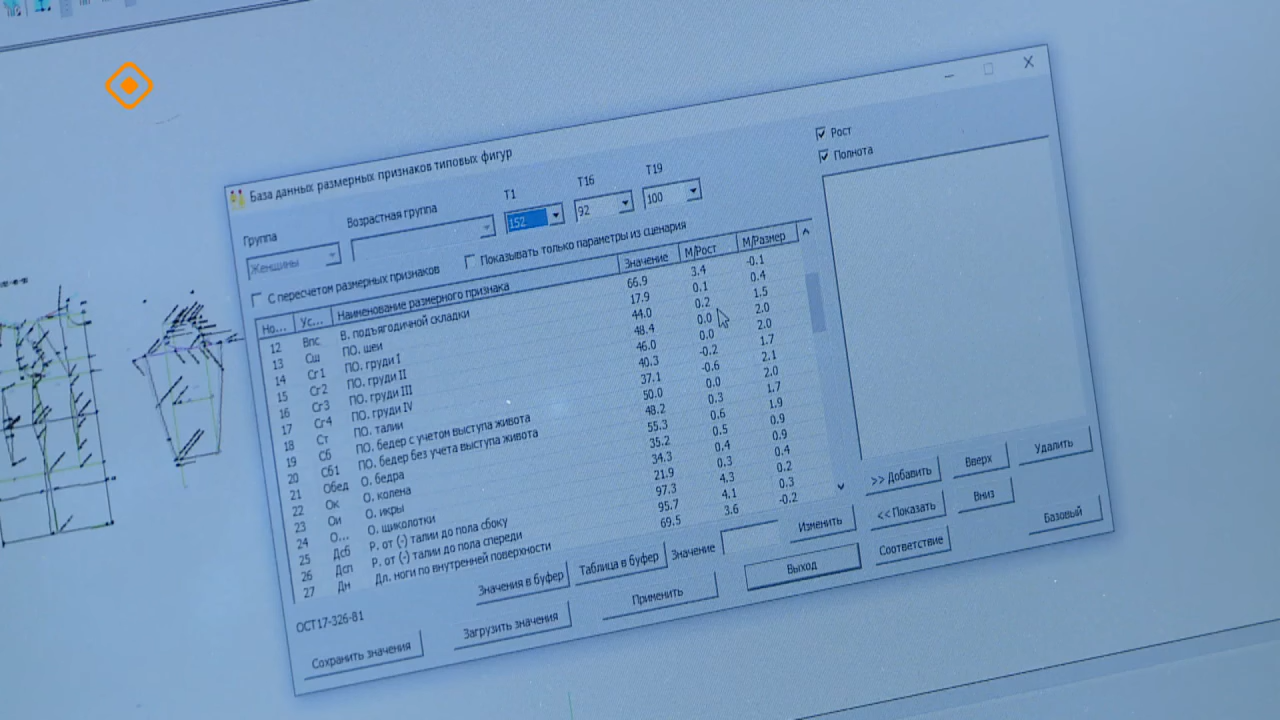 База данных размерных признаков типовых фигур
Группа Возрастная группа Т1 Т16 Т19
Женщины 152 92 100
Рост
Полнота
С пересчетом размерных признаков Показывать только параметры из сценария
Но... Ус... Наименование размерного признака Значение М/Рост М/Размер
12 Впс В. подъягодичной складки 66.9 3.4 -0.1
13 Сш ПО. шеи 17.9 0.1 0.4
14 Сг1 ПО. груди I 44.0 0.2 1.5
15 Сг2 ПО. груди II 48.4 0.0 2.0
16 Сг3 ПО. груди III 46.0 0.0 2.0
17 Сг4 ПО. груди IV 40.3 -0.2 1.7
18 Ст ПО. талии 37.1 -0.6 2.1
19 Сб ПО. бедер с учетом выступа живота 50.0 0.0 2.0
20 Сб1 ПО. бедер без учета выступа живота 48.2 0.3 1.7
21 Обед О. бедра 55.3 0.6 1.9
22 Ок О. колена 35.2 0.5 0.9
23 Ои О. икры 34.3 0.4 0.9
24 О... О. щиколотки 21.9 0.3 0.4
25 Дсб Р. от (-) талии до пола сбоку 97.3 4.3 0.2
26 Дсп Р. от (-) талии до пола спереди 95.7 4.1 0.3
27 Дн Дл. ноги по внутренней поверхности 69.5 3.6 -0.2
>> Добавить Вверх Удалить
<< Показать Вниз
Соответствие Базовый
ОСТ17-326-81 Значения в буфер Таблица в буфер Значение Изменить
Сохранить значения Загрузить значения Применить Выход